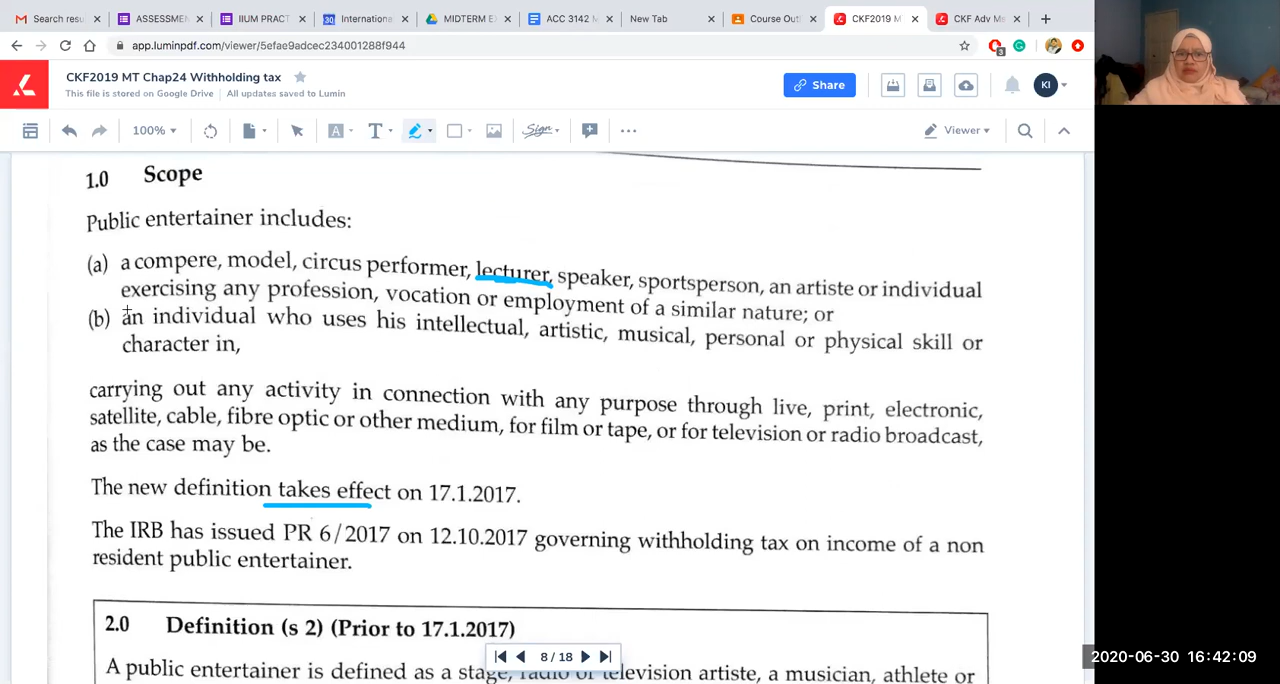 Search resu
ASSESSMEN
IIUM PRACT
Internationa
MIDTERM E
ACC 3142 M
New Tab
Course Out
CKF2019 M
CKF Adv Ma
app.luminpdf.com/viewer/5efae9adcec234001288f944
CKF2019 MT Chap24 Withholding tax
This file is stored on Google Drive
All updates saved to Lumin
Share
KI
100%
A
T
Sign
Viewer
1.0 Scope
Public entertainer includes:
(a) a compere, model, circus performer, lecturer, speaker, sportsperson, an artiste or individual
exercising any profession, vocation or employment of a similar nature; or
(b) an individual who uses his intellectual, artistic, musical, personal or physical skill or
character in,
carrying out any activity in connection with any purpose through live, print, electronic,
satellite, cable, fibre optic or other medium, for film or tape, or for television or radio broadcast,
as the case may be.
The new definition takes effect on 17.1.2017.
The IRB has issued PR 6/2017 on 12.10.2017 governing withholding tax on income of a non
resident public entertainer.
2.0 Definition (s 2) (Prior to 17.1.2017)
A public entertainer is defined as a stage, radio or television artiste, a musician, athlete or
8 / 18
2020-06-30 16:42:09